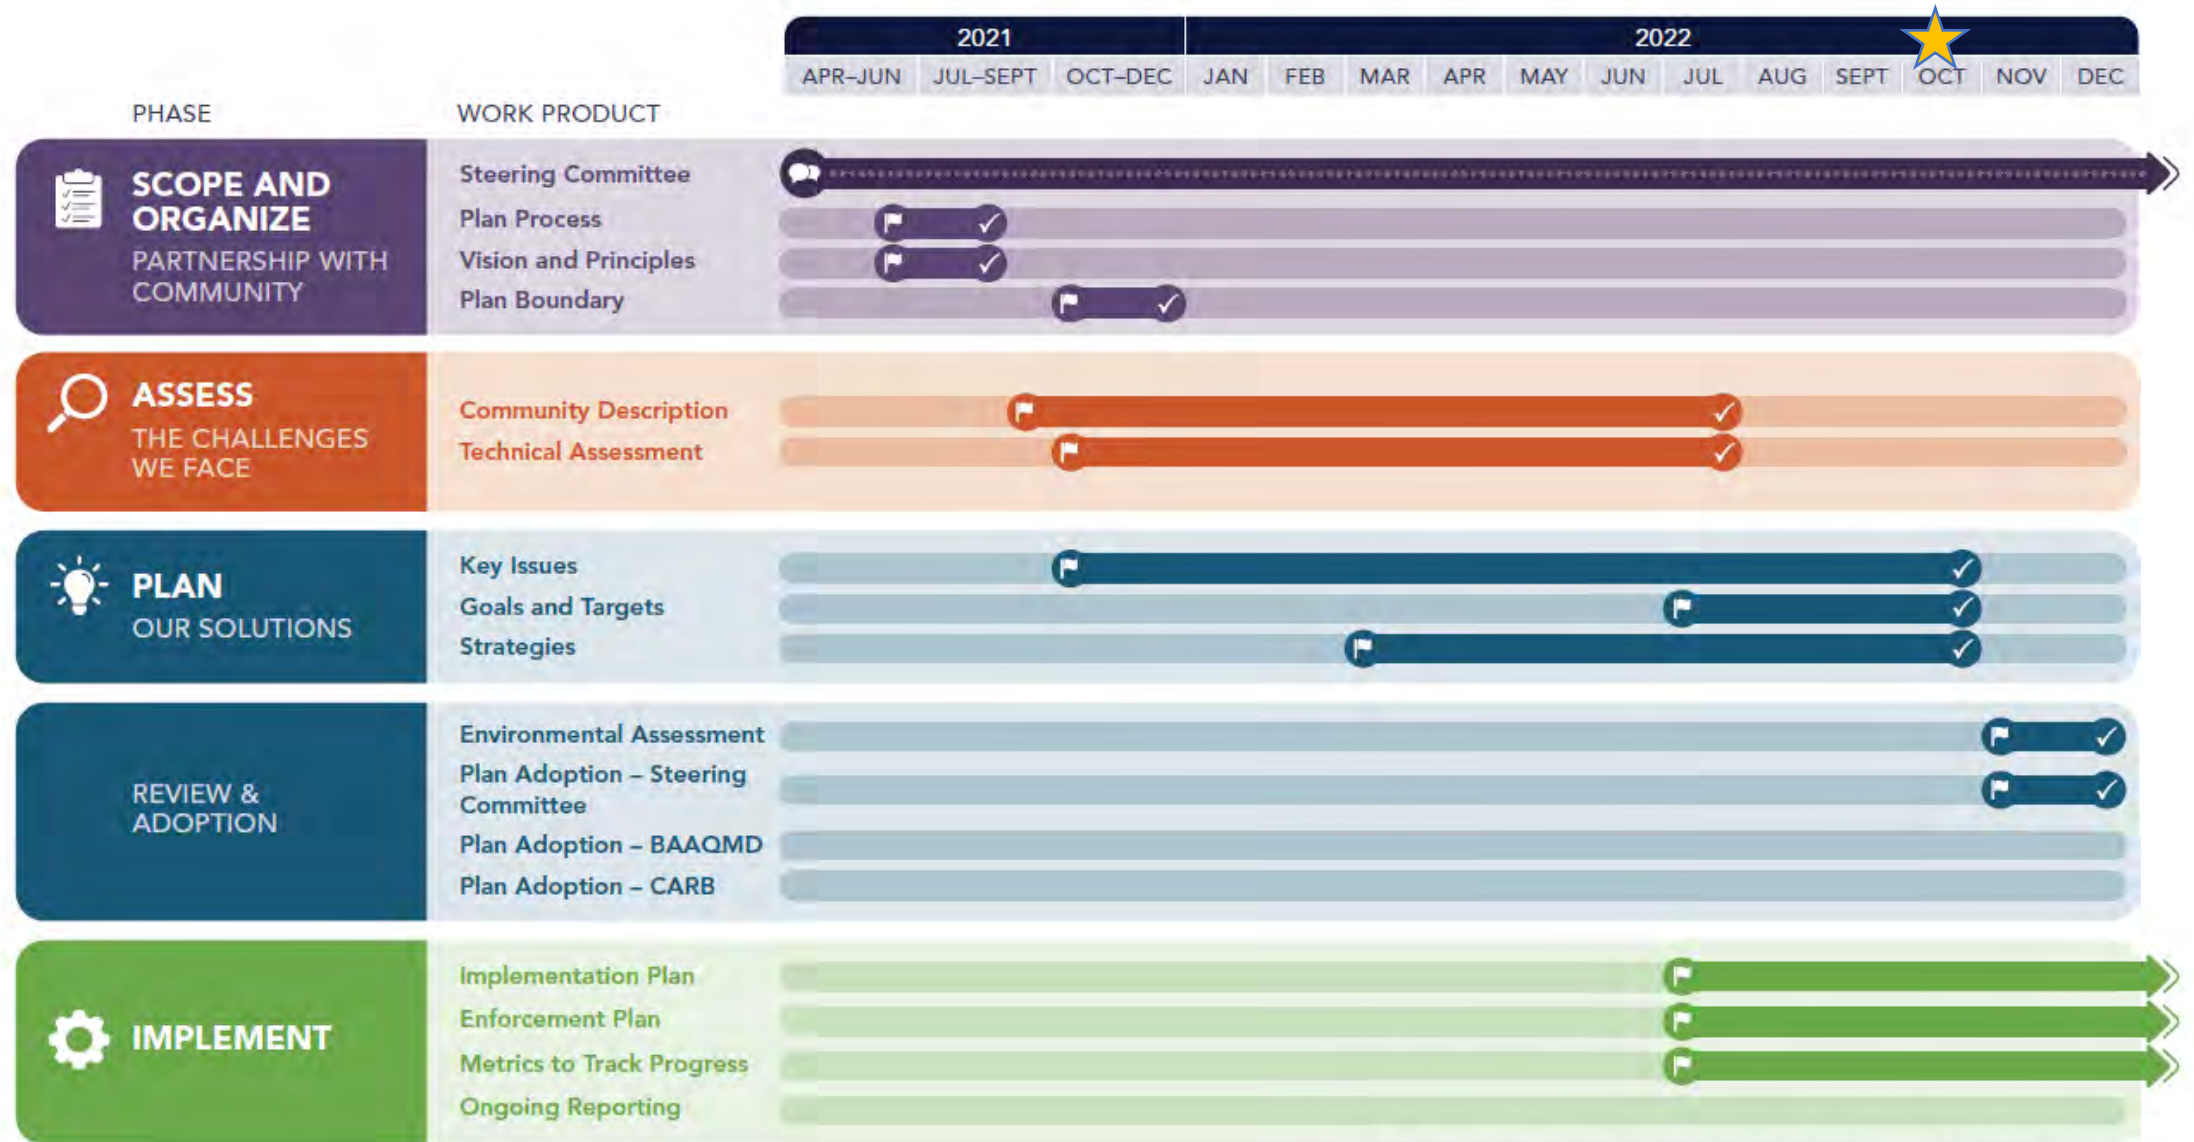 2021 2022
APR–JUN JUL–SEPT OCT–DEC JAN FEB MAR APR MAY JUN JUL AUG SEPT OCT NOV DEC
PHASE WORK PRODUCT
SCOPE AND
ORGANIZE
PARTNERSHIP WITH
COMMUNITY
Steering Committee
Plan Process
Vision and Principles
Plan Boundary
ASSESS
THE CHALLENGES
WE FACE
Community Description
Technical Assessment
PLAN
OUR SOLUTIONS
Key Issues
Goals and Targets
Strategies
REVIEW &
ADOPTION
Environmental Assessment
Plan Adoption – Steering
Committee
Plan Adoption – BAAQMD
Plan Adoption – CARB
IMPLEMENT
Implementation Plan
Enforcement Plan
Metrics to Track Progress
Ongoing Reporting